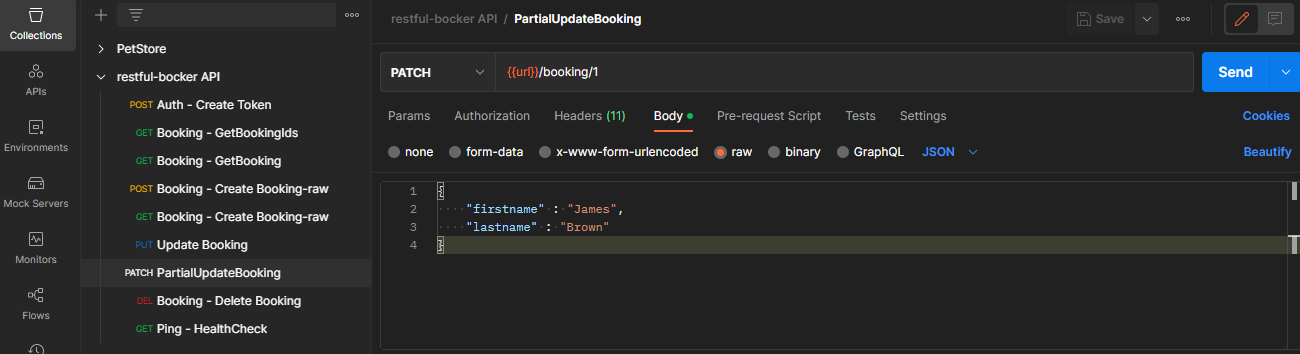 Collections
APIs
Environments
Mock Servers
Monitors
Flows
PetStore
restful-bocker API
POST Auth - Create Token
GET Booking - GetBookingIds
GET Booking - GetBooking
POST Booking - Create Booking-raw
GET Booking - Create Booking-raw
PUT Update Booking
PATCH PartialUpdateBooking
DEL Booking - Delete Booking
GET Ping - HealthCheck
restful-bocker API / PartialUpdateBooking
Save
PATCH {{url}}/booking/1 Send
Params Authorization Headers (11) Body Pre-request Script Tests Settings Cookies
none form-data x-www-form-urlencoded raw binary GraphQL JSON Beautify
1 {
2 "firstname" : "James",
3 "lastname" : "Brown"
4 }